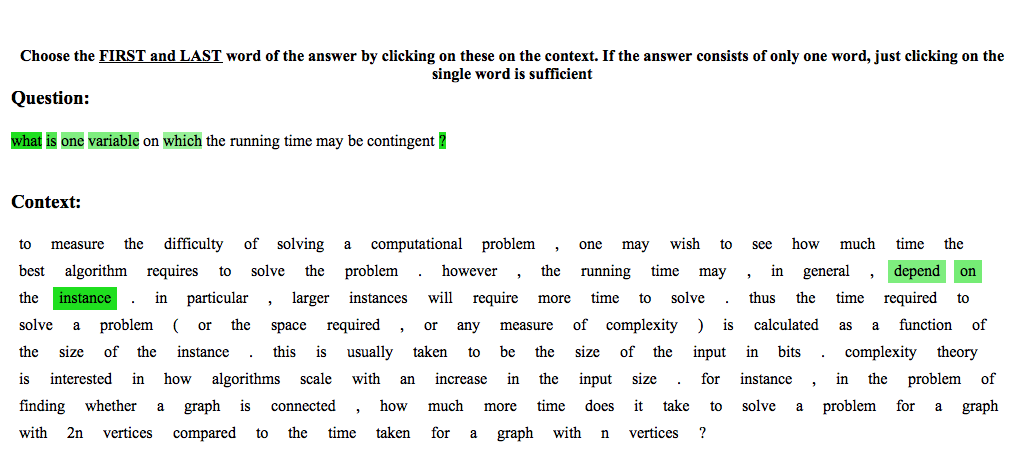 Choose the FIRST and LAST word of the answer by clicking on these on the context. If the answer consists of only one word, just clicking on the
single word is sufficient
Question:
what is one variable on which the running time may be contingent ?
Context:
to measure the difficulty of solving a computational problem , one may wish to see how much time the
best algorithm requires to solve the problem . however , the running time may , in general , depend on
the instance . in particular , larger instances will require more time to solve . thus the time required to
solve a problem ( or the space required , or any measure of complexity ) is calculated as a function of
the size of the instance . this is usually taken to be the size of the input in bits . complexity theory
is interested in how algorithms scale with an increase in the input size . for instance , in the problem of
finding whether a graph is connected , how much more time does it take to solve a problem for a graph
with 2n vertices compared to the time taken for a graph with n vertices ?